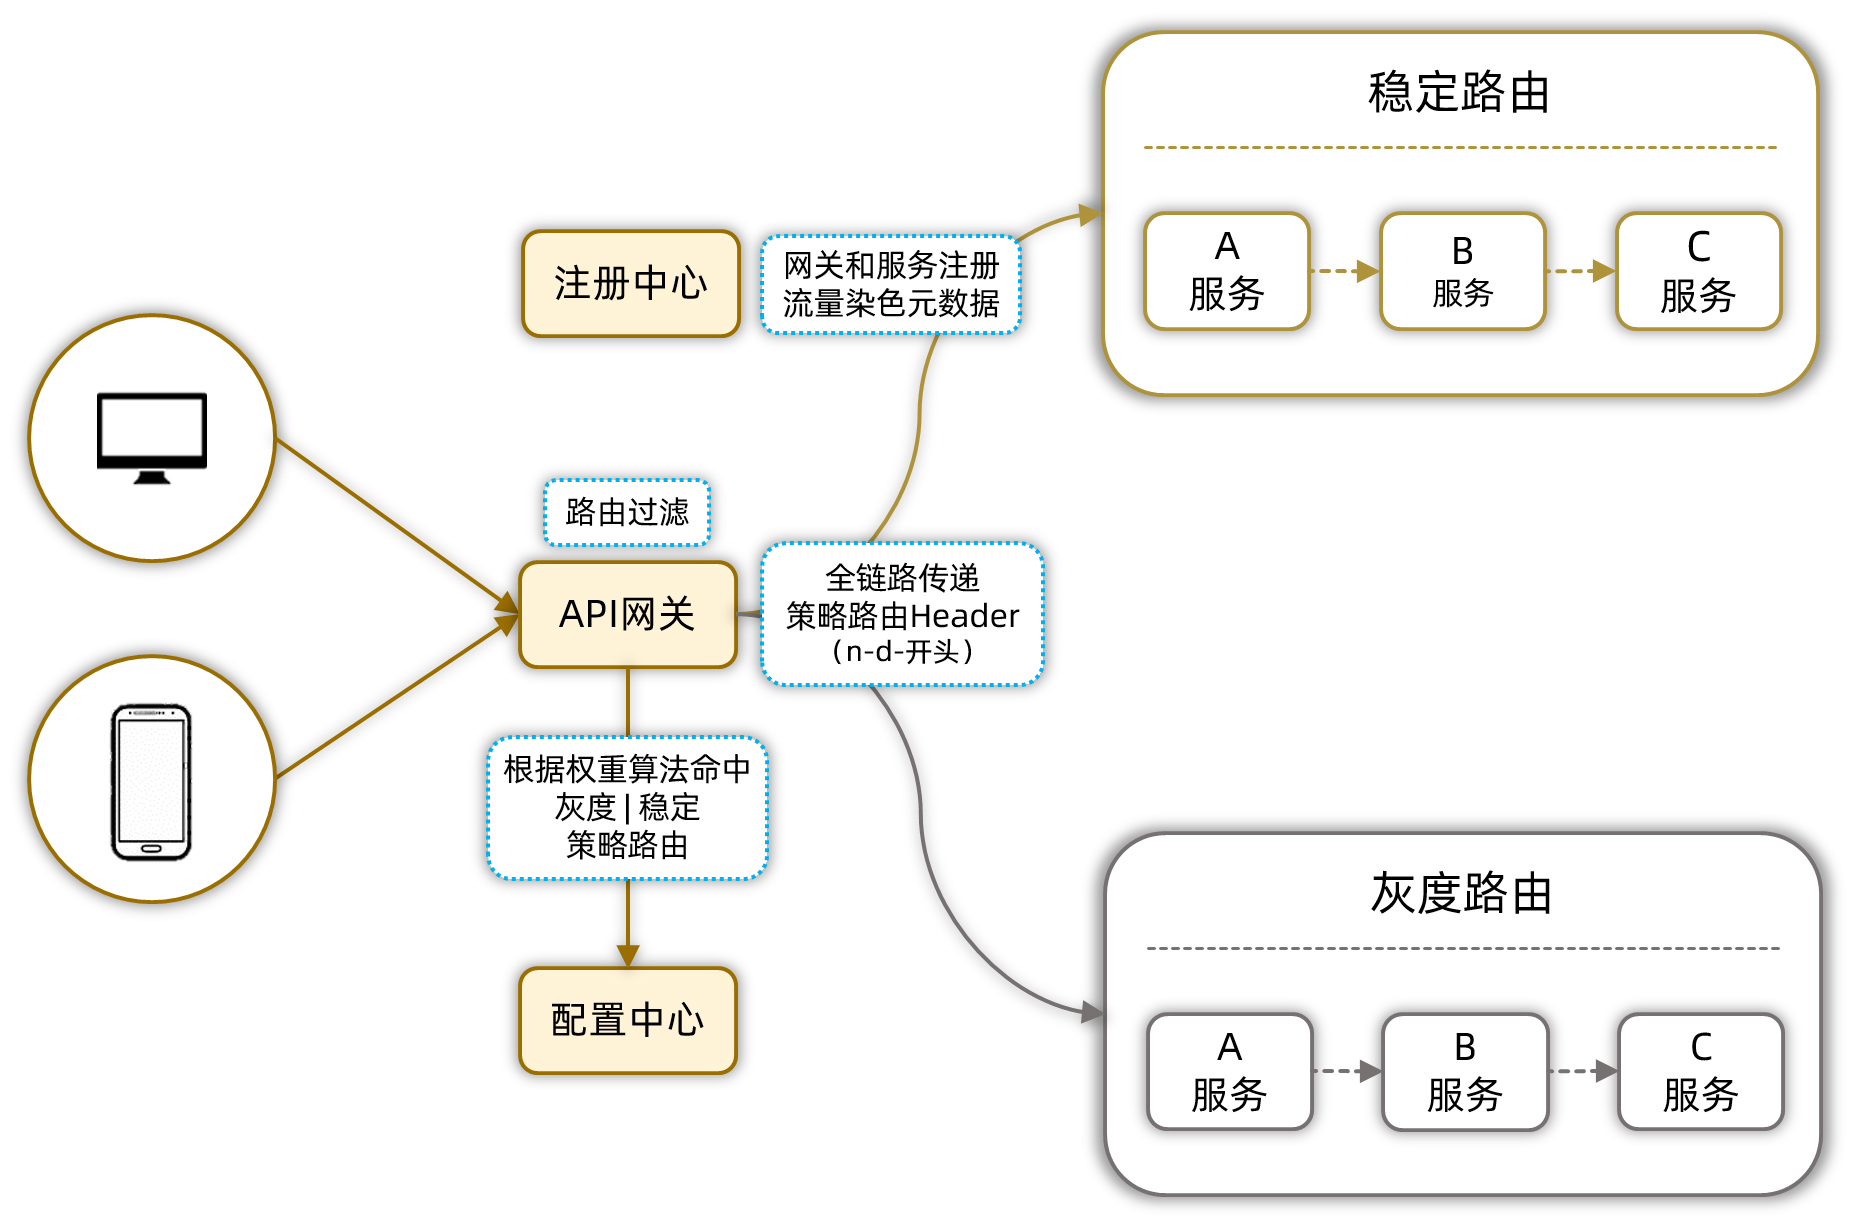 稳定路由
A
服务
B
服务
C
服务
注册中心
网关和服务注册
流量染色元数据
路由过滤
API网关
全链路传递
策略路由Header
（n-d-开头）
根据权重算法命中
灰度|稳定
策略路由
配置中心
灰度路由
A
服务
B
服务
C
服务